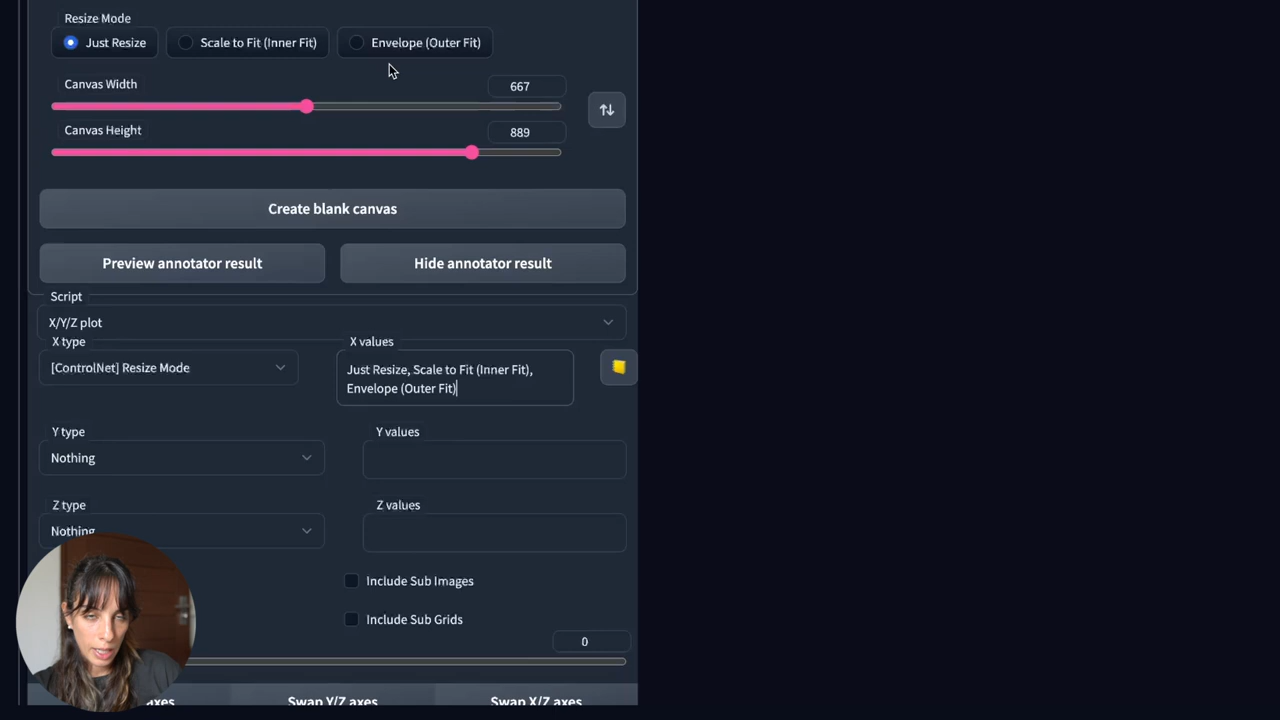 Resize Mode
Just Resize
Scale to Fit (Inner Fit)
Envelope (Outer Fit)
Canvas Width
667
Canvas Height
889
Create blank canvas
Preview annotator result
Hide annotator result
Script
X/Y/Z plot
X type
X values
[ControlNet] Resize Mode
Just Resize, Scale to Fit (Inner Fit),
Envelope (Outer Fit)
Y type
Y values
Nothing
Z type
Z values
Nothing
Include Sub Images
Include Sub Grids
0
axes
Swap Y/Z axes
Swap X/Z axes